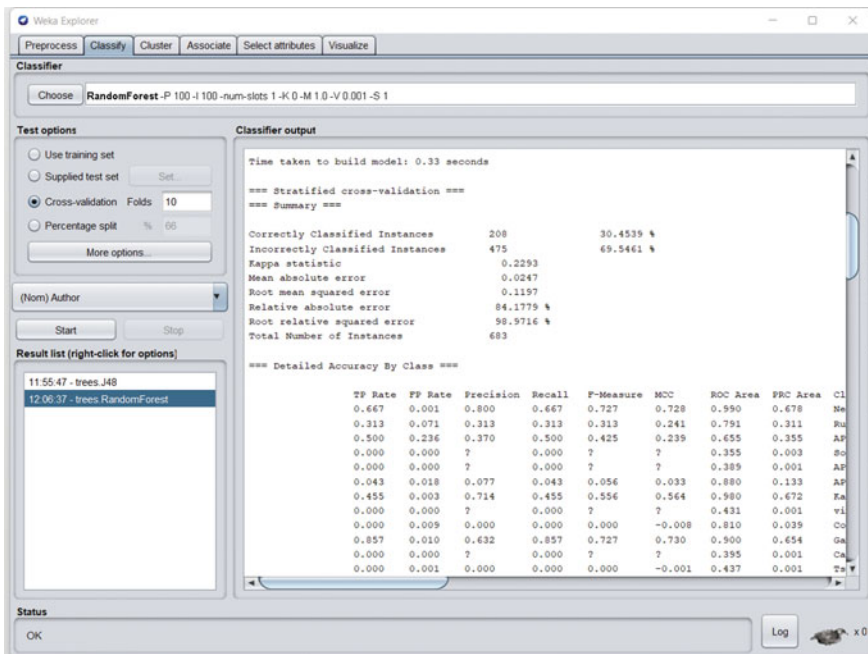 Weka Explorer
Preprocess Classify Cluster Associate Select attributes Visualize
Classifier
Choose RandomForest -P 100 -I 100 -num-slots 1 -K 0 -M 1.0 -V 0.001 -S 1
Test options
Use training set
Supplied test set Set...
Cross-validation Folds 10
Percentage split % 66
More options...
(Nom) Author
Start Stop
Result list (right-click for options)
11:55:47 - trees.J48
12:06:37 - trees.RandomForest
Classifier output
Time taken to build model: 0.33 seconds
=== Stratified cross-validation ===
=== Summary ===
Correctly Classified Instances 208 30.4539 %
Incorrectly Classified Instances 475 69.5461 %
Kappa statistic 0.2293
Mean absolute error 0.0247
Root mean squared error 0.1197
Relative absolute error 84.1779 %
Root relative squared error 98.9716 %
Total Number of Instances 683
=== Detailed Accuracy By Class ===
TP Rate FP Rate Precision Recall F-Measure MCC ROC Area PRC Area Cl
0.667 0.001 0.800 0.667 0.727 0.728 0.990 0.678 Ne
0.313 0.071 0.313 0.313 0.313 0.241 0.791 0.311 Ru
0.500 0.236 0.370 0.500 0.425 0.239 0.655 0.355 AP
0.000 0.000 ? 0.000 ? ? 0.355 0.003 So
0.000 0.000 ? 0.000 ? ? 0.389 0.001 AP
0.043 0.018 0.077 0.043 0.056 0.033 0.880 0.133 AP
0.455 0.003 0.714 0.455 0.556 0.564 0.980 0.672 Ka
0.000 0.000 ? 0.000 ? ? 0.431 0.001 vi
0.000 0.009 0.000 0.000 0.000 -0.008 0.810 0.039 Co
0.857 0.010 0.632 0.857 0.727 0.730 0.900 0.654 Ga
0.000 0.000 ? 0.000 ? ? 0.395 0.001 Ca
0.000 0.001 0.000 0.000 0.000 -0.001 0.437 0.001 Ts
Status
OK
Log x 0